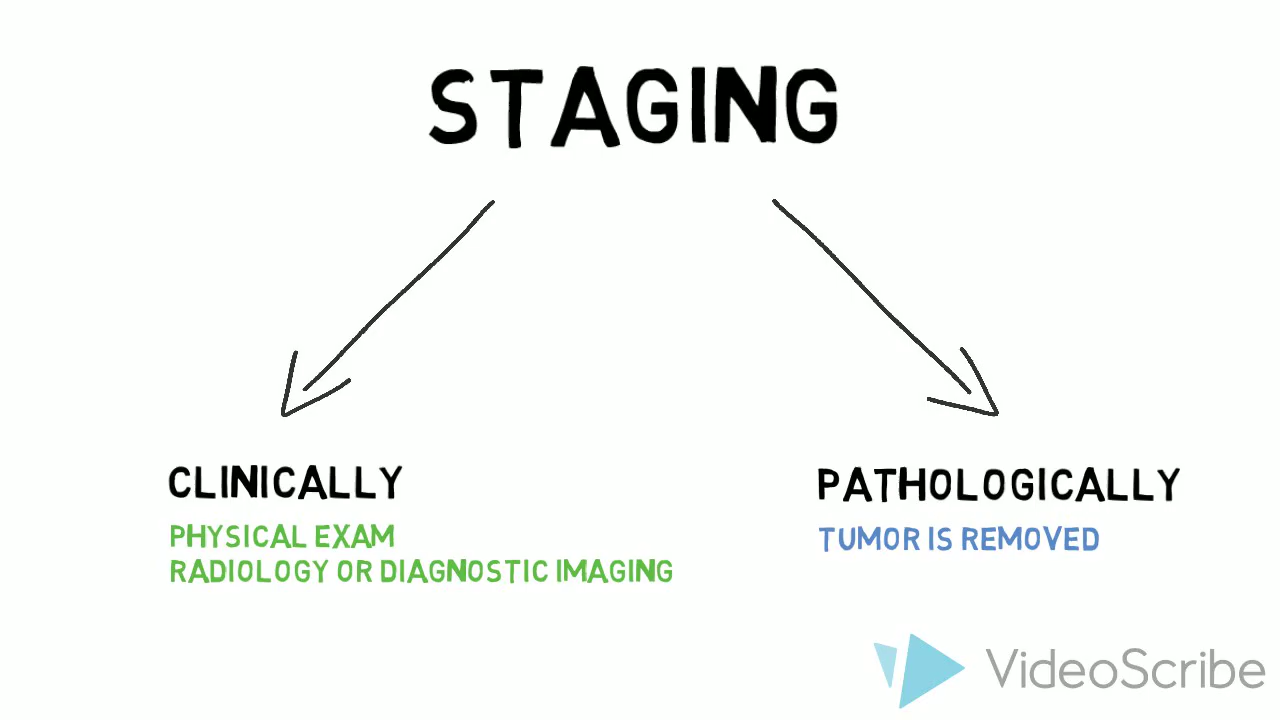 STAGING
CLINICALLY
PHYSICAL EXAM
RADIOLOGY OR DIAGNOSTIC IMAGING
PATHOLOGICALLY
TUMOR IS REMOVED
VideoScribe